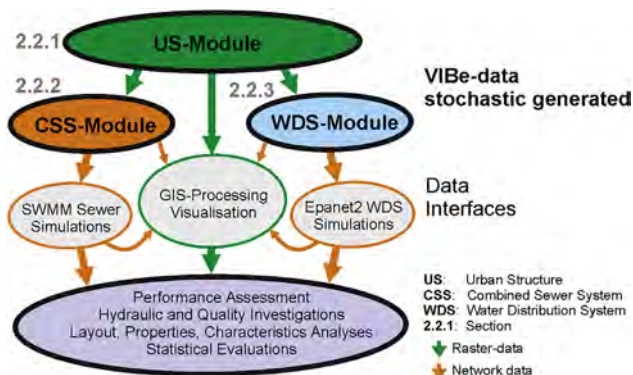 2.2.1
US-Module
2.2.2
2.2.3
VIBe-data
stochastic generated
CSS-Module
WDS-Module
SWMM Sewer
Simulations
GIS-Processing
Visualisation
Epanet2 WDS
Simulations
Data
Interfaces
Performance Assessment
Hydraulic and Quality Investigations
Layout, Properties, Characteristics Analyses
Statistical Evaluations
US: Urban Structure
CSS: Combined Sewer System
WDS: Water Distribution System
2.2.1: Section
Raster-data
Network data